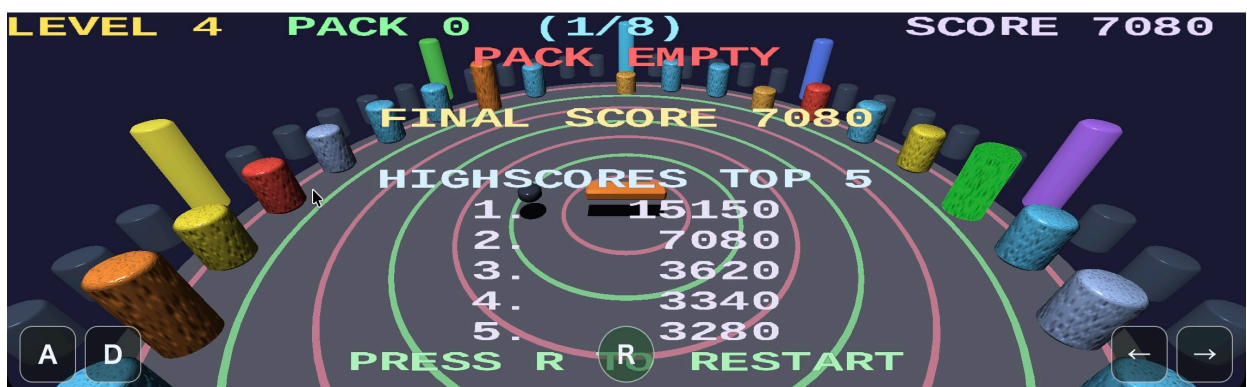 LEVEL 4 PACK 0 (1/8) SCORE 7080
PACK EMPTY
FINAL SCORE 7080
HIGHSCORES TOP 5
1. 15150
2. 7080
3. 3620
4. 3340
5. 3280
PRESS R TO RESTART
A D R ← →